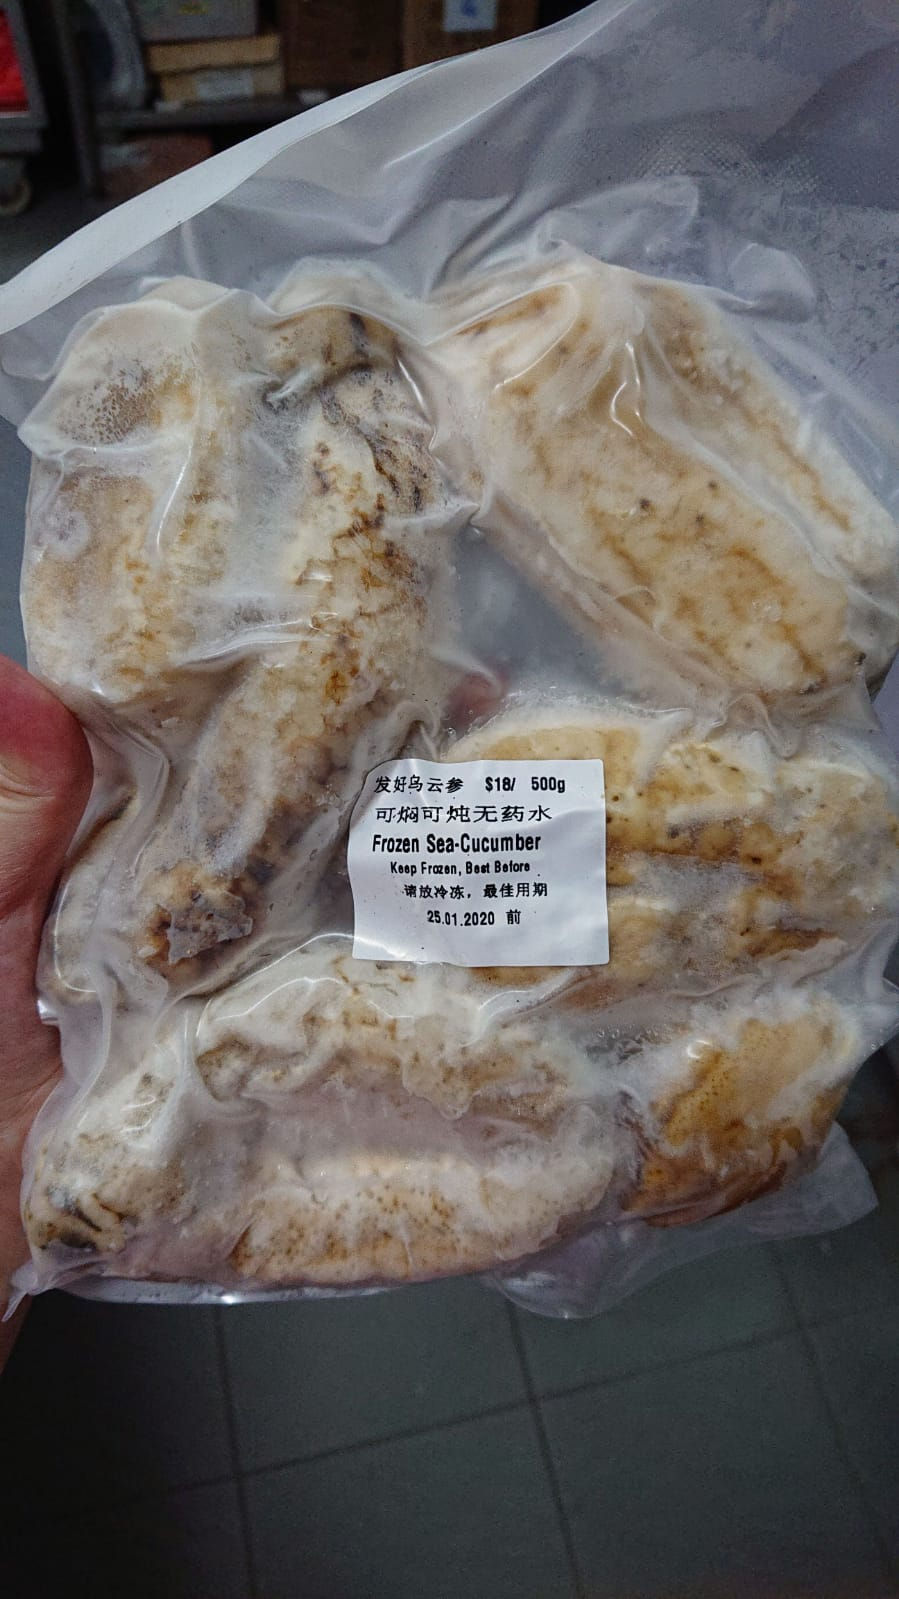 发好乌云参 $18/ 500g
可焖可炖无药水
Frozen Sea-Cucumber
Keep Frozen, Best Before
请放冷冻，最佳用期
25.01.2020 前